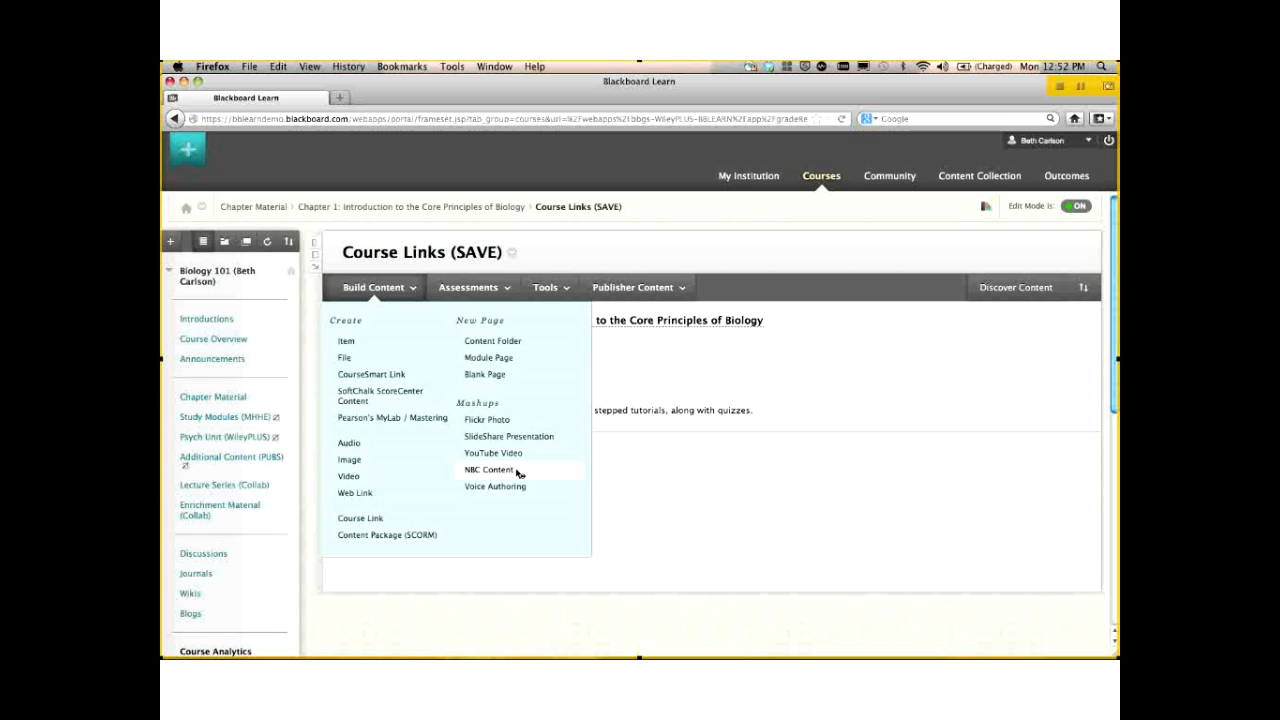 Firefox File Edit View History Bookmarks Tools Window Help (Charged) Mon 12:52 PM
Blackboard Learn
Blackboard Learn
Google
Beth Carlson
My Institution Courses Community Content Collection Outcomes
Chapter Material Chapter 1: Introduction to the Core Principles of Biology Course Links (SAVE) Edit Mode is: ON
Biology 101 (Beth
Carlson)
Introductions
Course Overview
Announcements
Chapter Material
Study Modules (MHHE)
Psych Unit (WileyPLUS)
Additional Content (PUBS)
Lecture Series (Collab)
Enrichment Material
(Collab)
Discussions
Journals
Wikis
Blogs
Course Analytics
Course Links (SAVE)
Build Content Assessments Tools Publisher Content Discover Content
Create
Item
File
CourseSmart Link
SoftChalk ScoreCenter
Content
Pearson's MyLab / Mastering
Audio
Image
Video
Web Link
Course Link
Content Package (SCORM)
New Page
Content Folder
Module Page
Blank Page
Mashups
Flickr Photo
SlideShare Presentation
YouTube Video
NBC Content
Voice Authoring
to the Core Principles of Biology
stepped tutorials, along with quizzes.